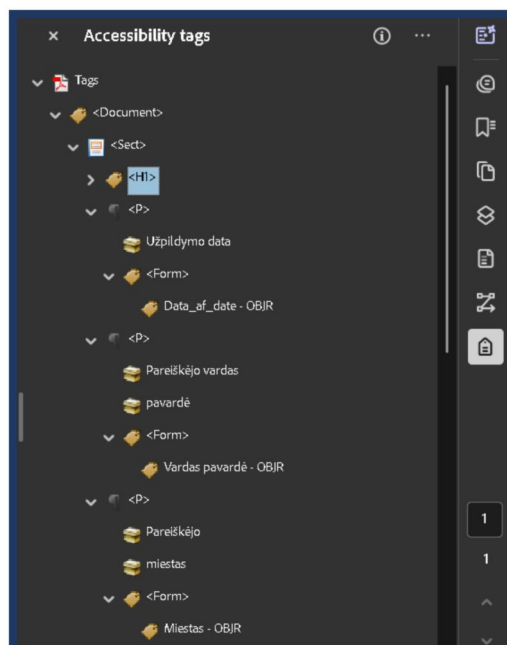 Accessibility tags
Tags
<Document>
<Sect>
<H1>
<P>
Užpildymo data
<Form>
Data_af_date - OBJR
<P>
Pareiškėjo vardas
pavardė
<Form>
Vardas pavardė - OBJR
<P>
Pareiškėjo
miestas
<Form>
Miestas - OBJR
1
1